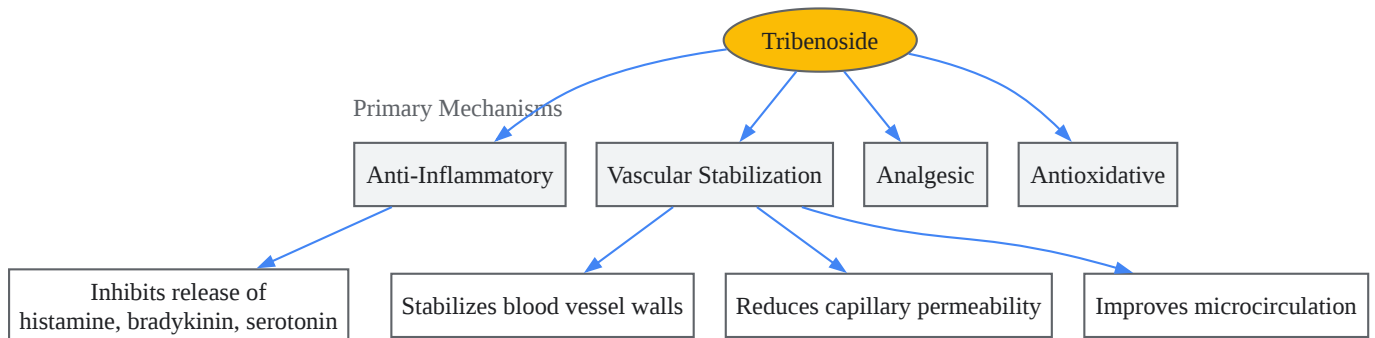 Tribenoside
Primary Mechanisms
Anti-Inflammatory
Vascular Stabilization
Analgesic
Antioxidative
Inhibits release of
histamine, bradykinin, serotonin
Stabilizes blood vessel walls
Reduces capillary permeability
Improves microcirculation